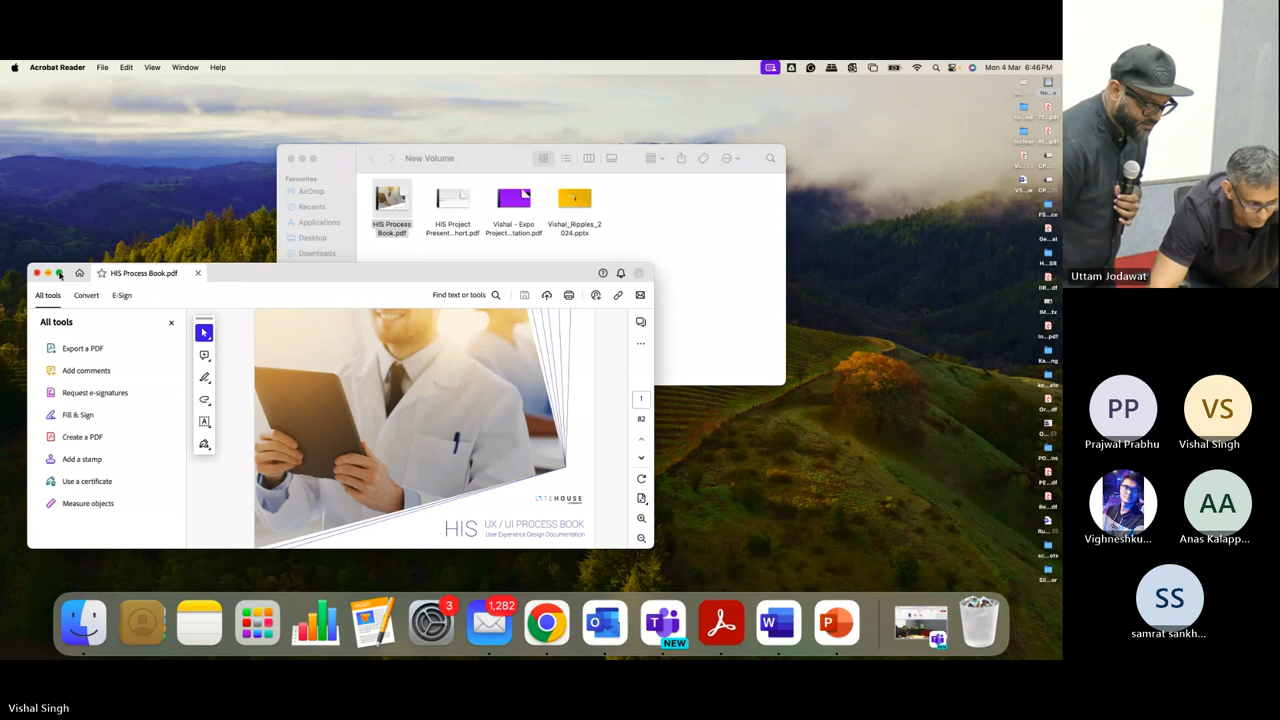 Acrobat Reader File Edit View Window Help
Mon 4 Mar 6:46 PM
New Volume
Favourites
AirDrop
Recents
Applications
Desktop
Downloads
HIS Process
Book.pdf
HIS Project
Present...hort.pdf
Vishal - Expo
Project...tation.pdf
Vishal_Ripples_2
024.pptx
HIS Process Book.pdf
All tools Convert E-Sign
Find text or tools
All tools
Export a PDF
Add comments
Request e-signatures
Fill & Sign
Create a PDF
Add a stamp
Use a certificate
Measure objects
1
82
HOUSE
HIS UX / UI PROCESS BOOK
User Experience Design Documentation
3
1,282
NEW
Uttam Jodawat
PP
Prajwal Prabhu
VS
Vishal Singh
Vighneshku...
AA
Anas Kalapp...
SS
samrat sankh...
Vishal Singh